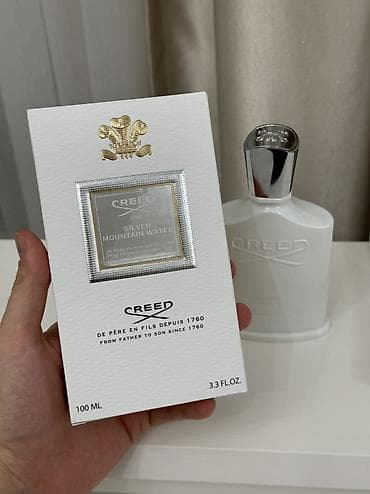 CREED
SILVER
MOUNTAIN WATER
CREED
DE PÈRE EN FILS DEPUIS 1760
FROM FATHER TO SON SINCE 1760
100 ML
3.3 FL.OZ.